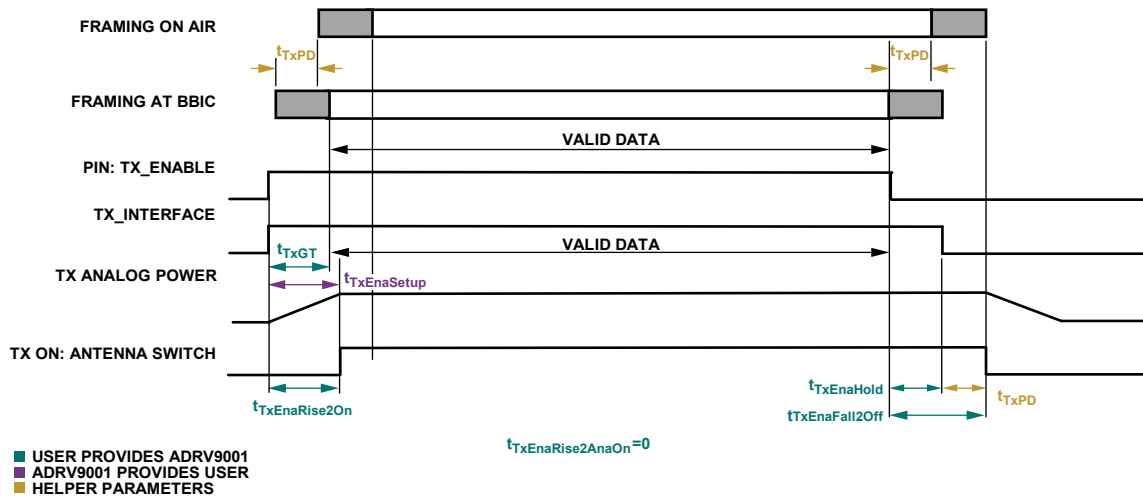 FRAMING ON AIR
tTxPD
tTxPD
FRAMING AT BBIC
VALID DATA
PIN: TX_ENABLE
TX_INTERFACE
tTxGT
VALID DATA
TX ANALOG POWER
tTxEnaSetup
TX ON: ANTENNA SWITCH
tTxEnaRise2On
tTxEnaHold
tTxPD
tTxEnaFall2Off
tTxEnaRise2AnaOn=0
USER PROVIDES ADRV9001
ADRV9001 PROVIDES USER
HELPER PARAMETERS